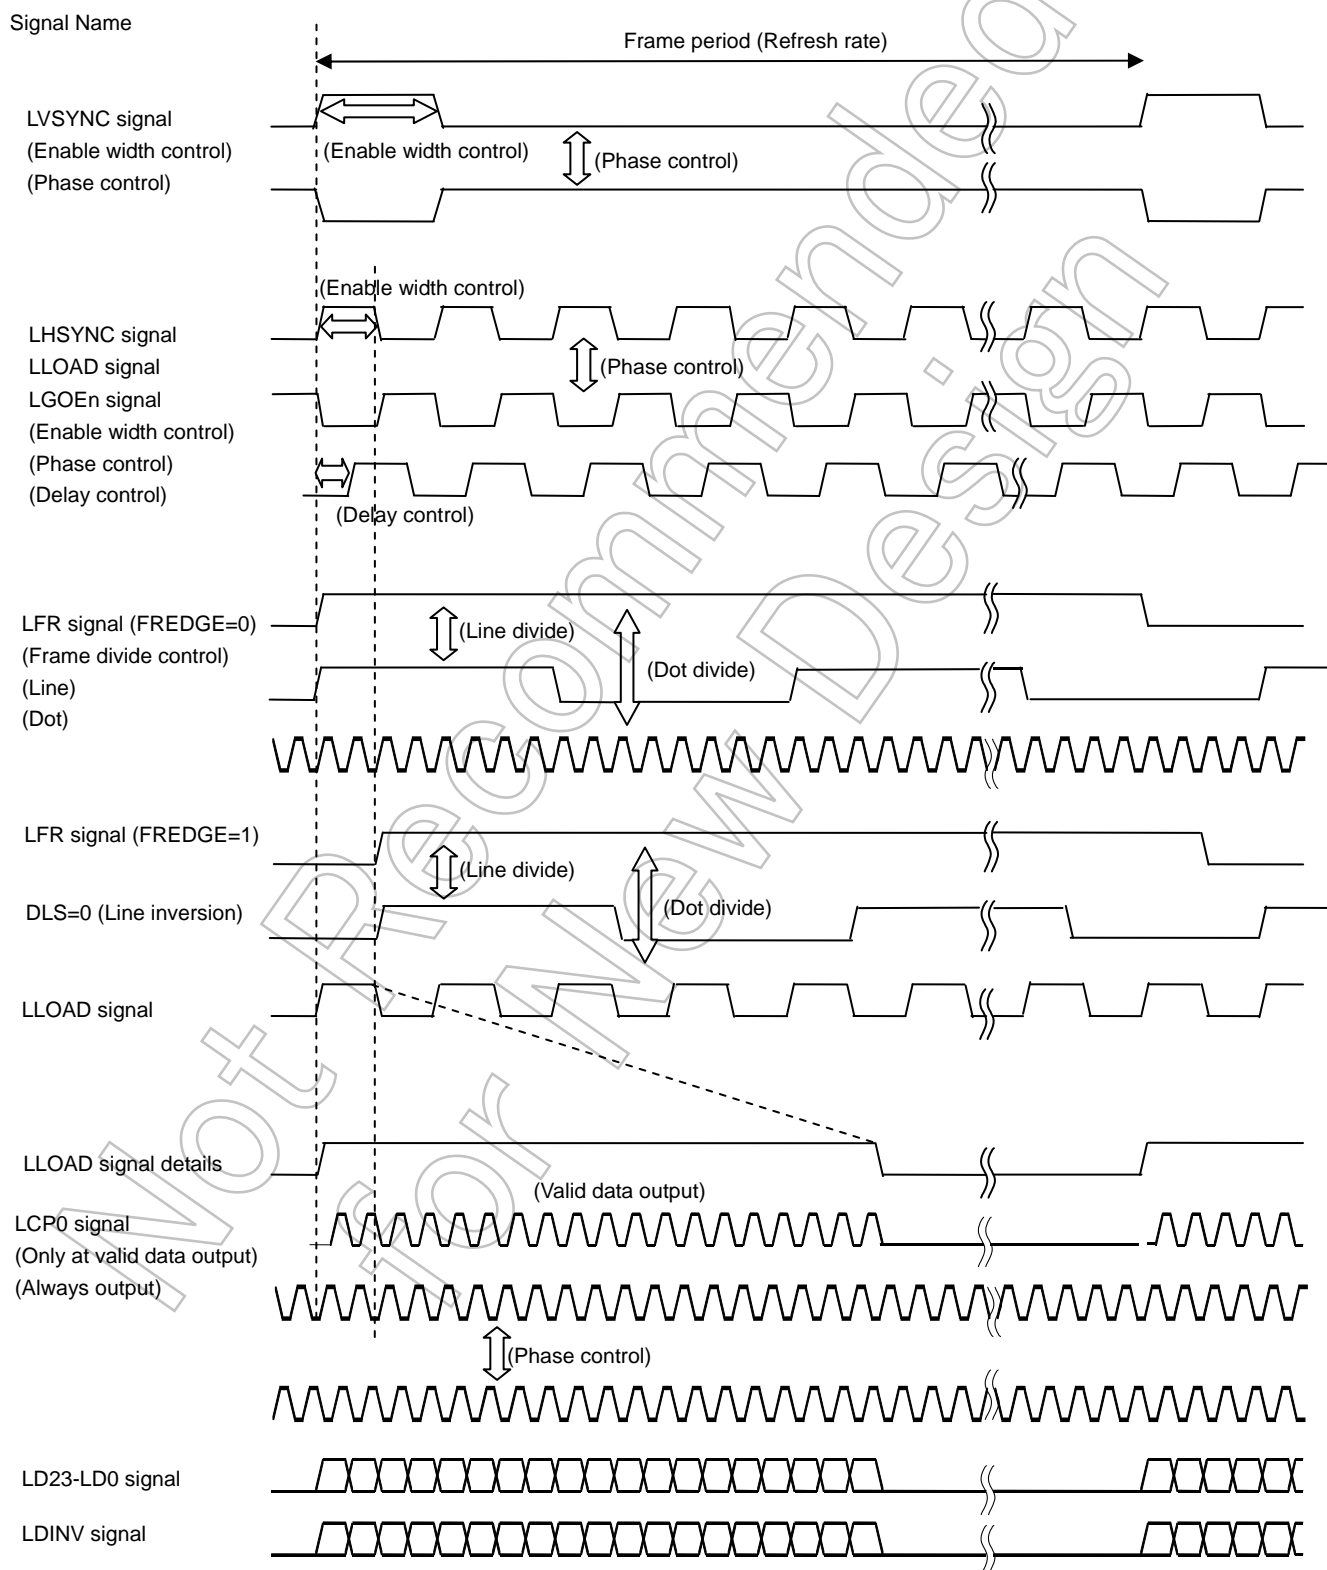 Signal Name
Frame period (Refresh rate)
LVSYNC signal
(Enable width control)
(Phase control)
(Enable width control)
(Phase control)
(Enable width control)
LHSYNC signal
LLOAD signal
LGOEn signal
(Enable width control)
(Phase control)
(Delay control)
(Phase control)
(Delay control)
LFR signal (FREDGE=0)
(Frame divide control)
(Line)
(Dot)
(Line divide)
(Dot divide)
LFR signal (FREDGE=1)
(Line divide)
DLS=0 (Line inversion)
(Dot divide)
LLOAD signal
LLOAD signal details
(Valid data output)
LCP0 signal
(Only at valid data output)
(Always output)
(Phase control)
LD23-LD0 signal
LDINV signal
Not Recommended
for New Design